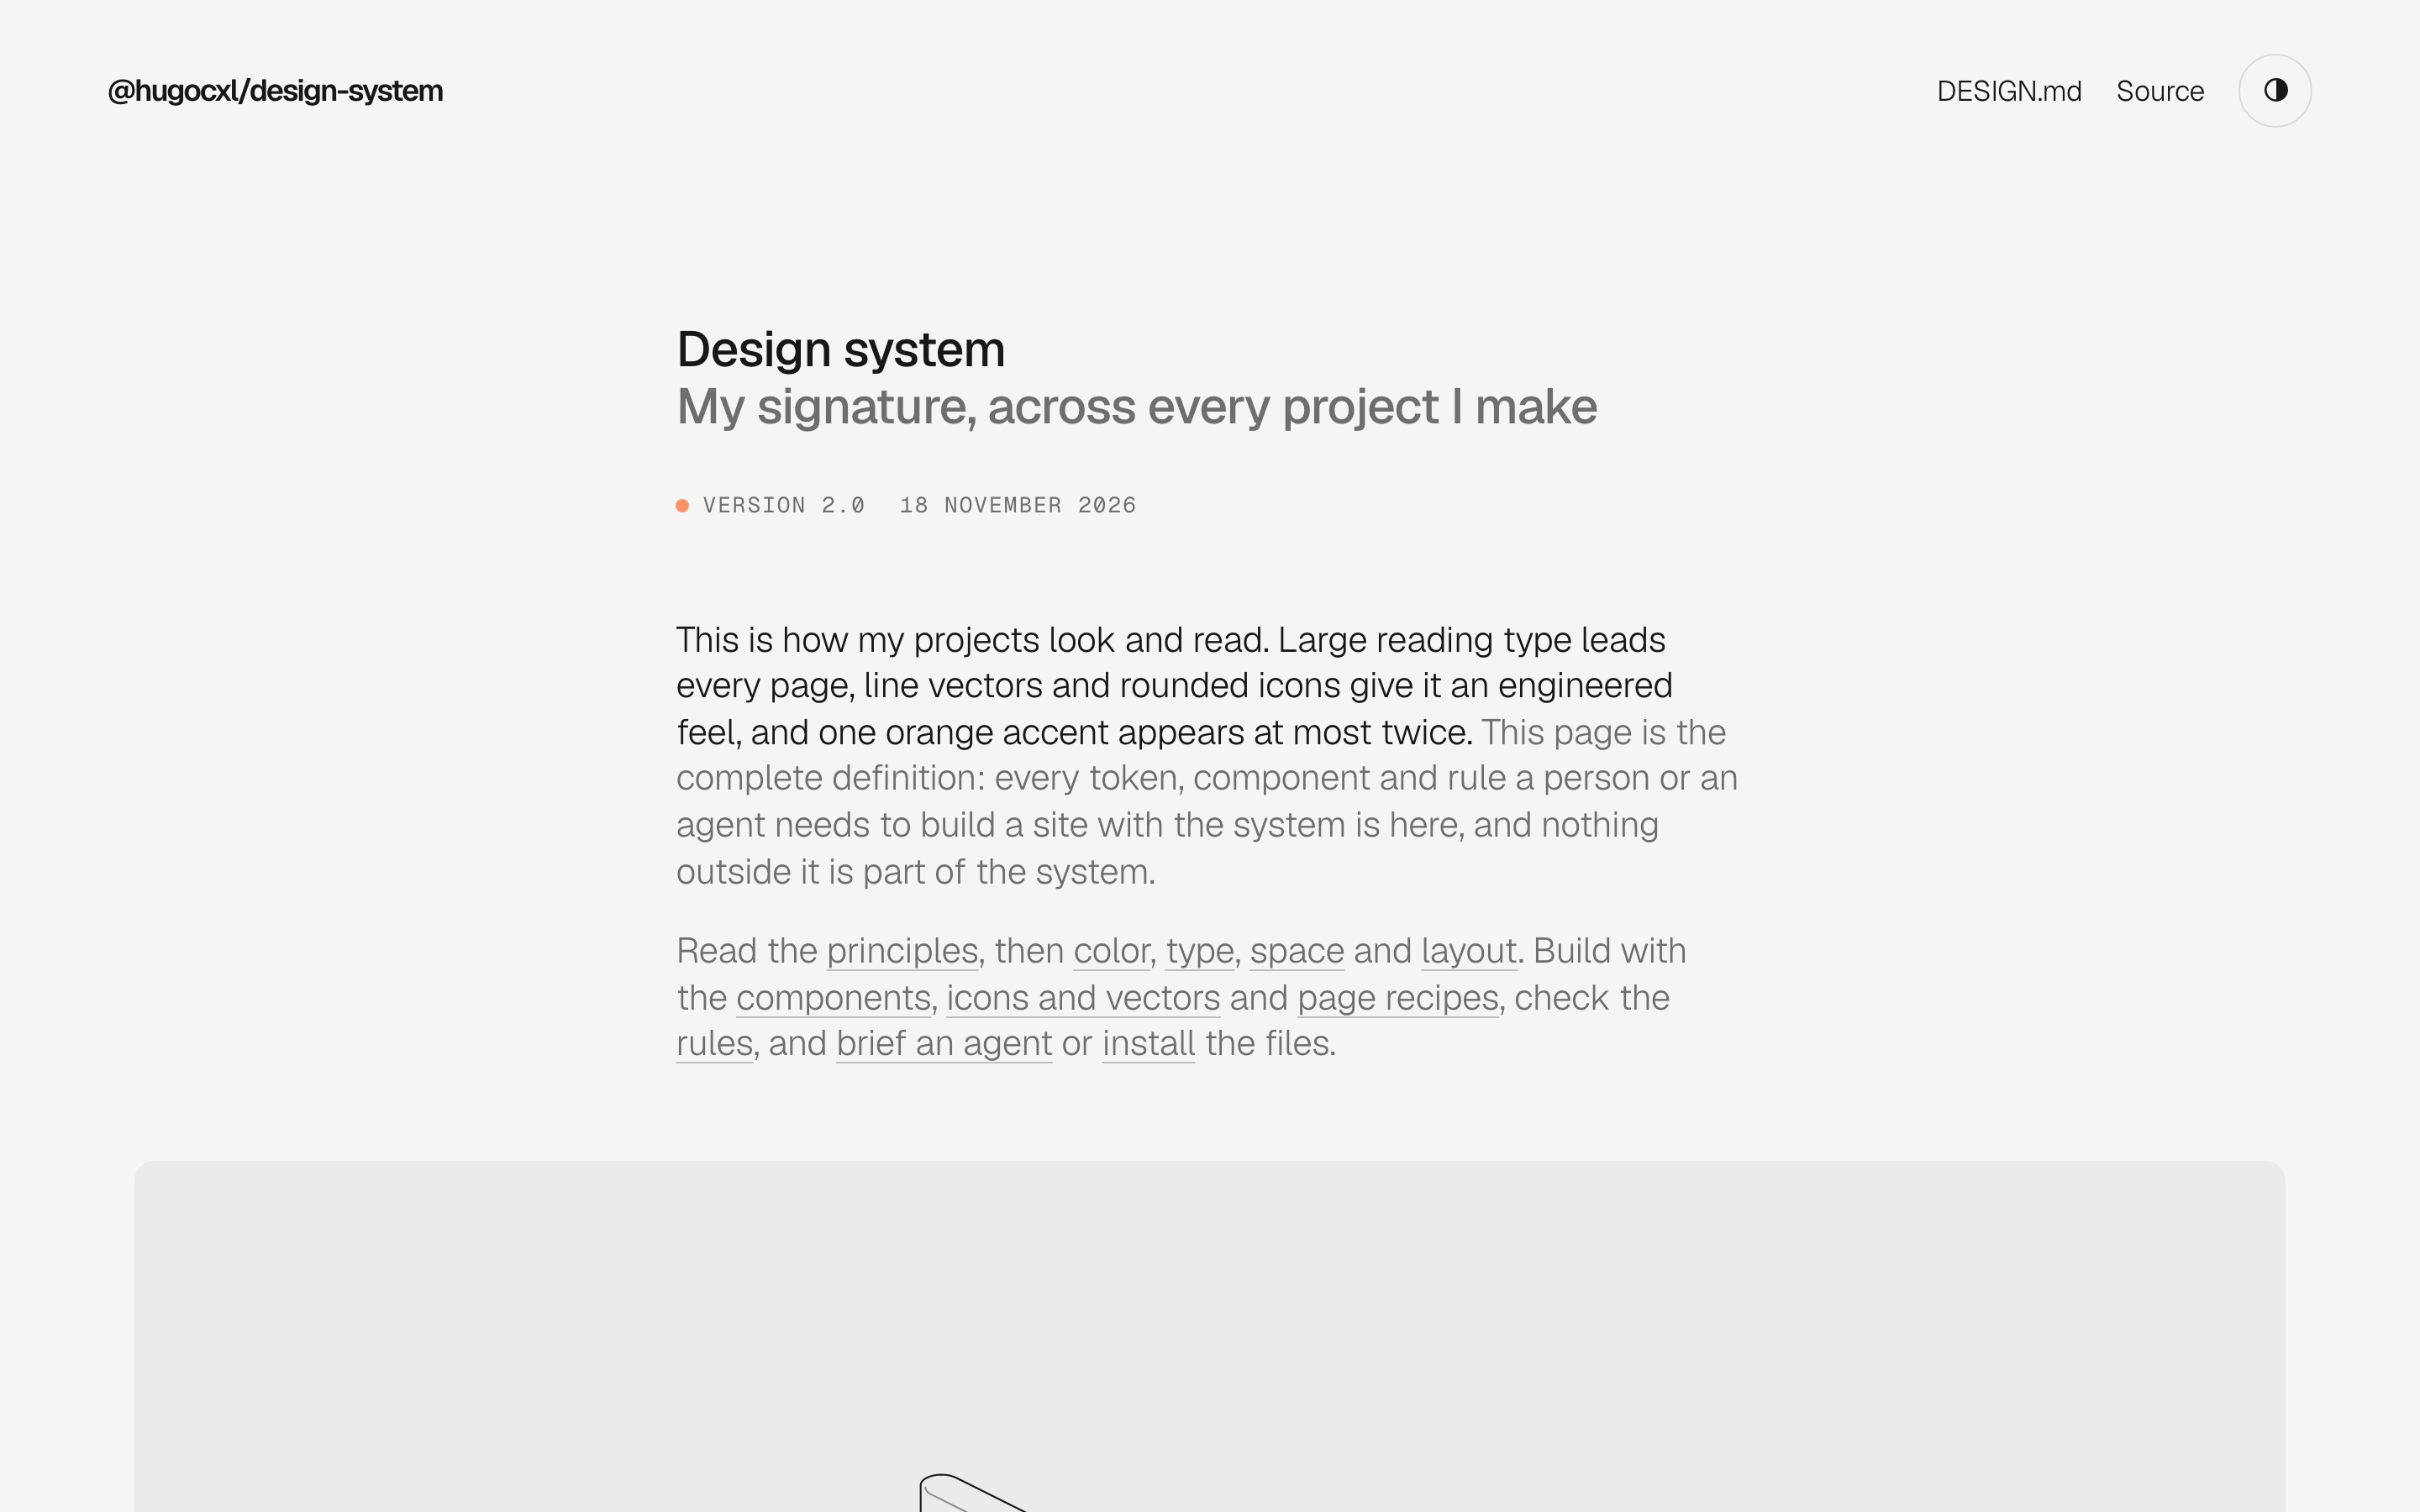 @hugocxl/design-system
DESIGN.md Source
Design system
My signature, across every project I make
VERSION 2.0 18 NOVEMBER 2026
This is how my projects look and read. Large reading type leads
every page, line vectors and rounded icons give it an engineered
feel, and one orange accent appears at most twice. This page is the
complete definition: every token, component and rule a person or an
agent needs to build a site with the system is here, and nothing
outside it is part of the system.
Read the principles, then color, type, space and layout. Build with
the components, icons and vectors and page recipes, check the
rules, and brief an agent or install the files.